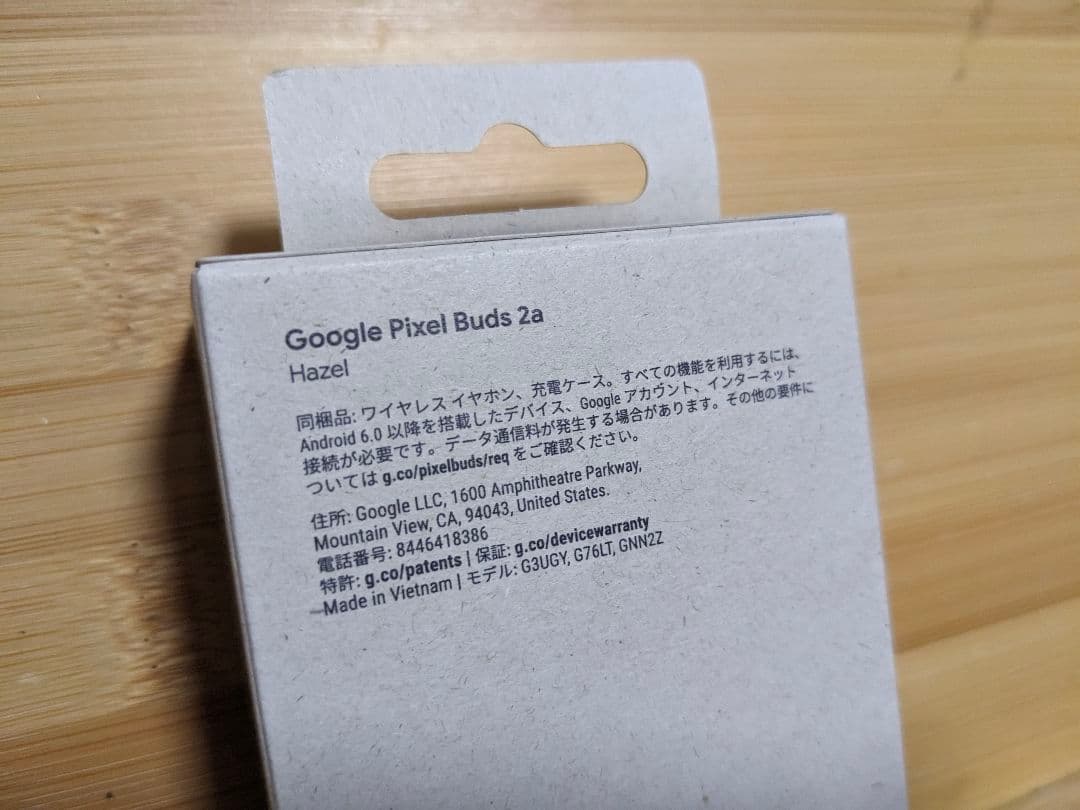 Google Pixel Buds 2a
Hazel
同梱品: ワイヤレス イヤホン、充電ケース。すべての機能を利用するには、
Android 6.0 以降を搭載したデバイス、Google アカウント、インターネット
接続が必要です。データ通信料が発生する場合があります。その他の要件に
ついては g.co/pixelbuds/req をご確認ください。
住所: Google LLC, 1600 Amphitheatre Parkway,
Mountain View, CA, 94043, United States.
電話番号: 8446418386
特許: g.co/patents | 保証: g.co/devicewarranty
Made in Vietnam | モデル: G3UGY, G76LT, GNN2Z